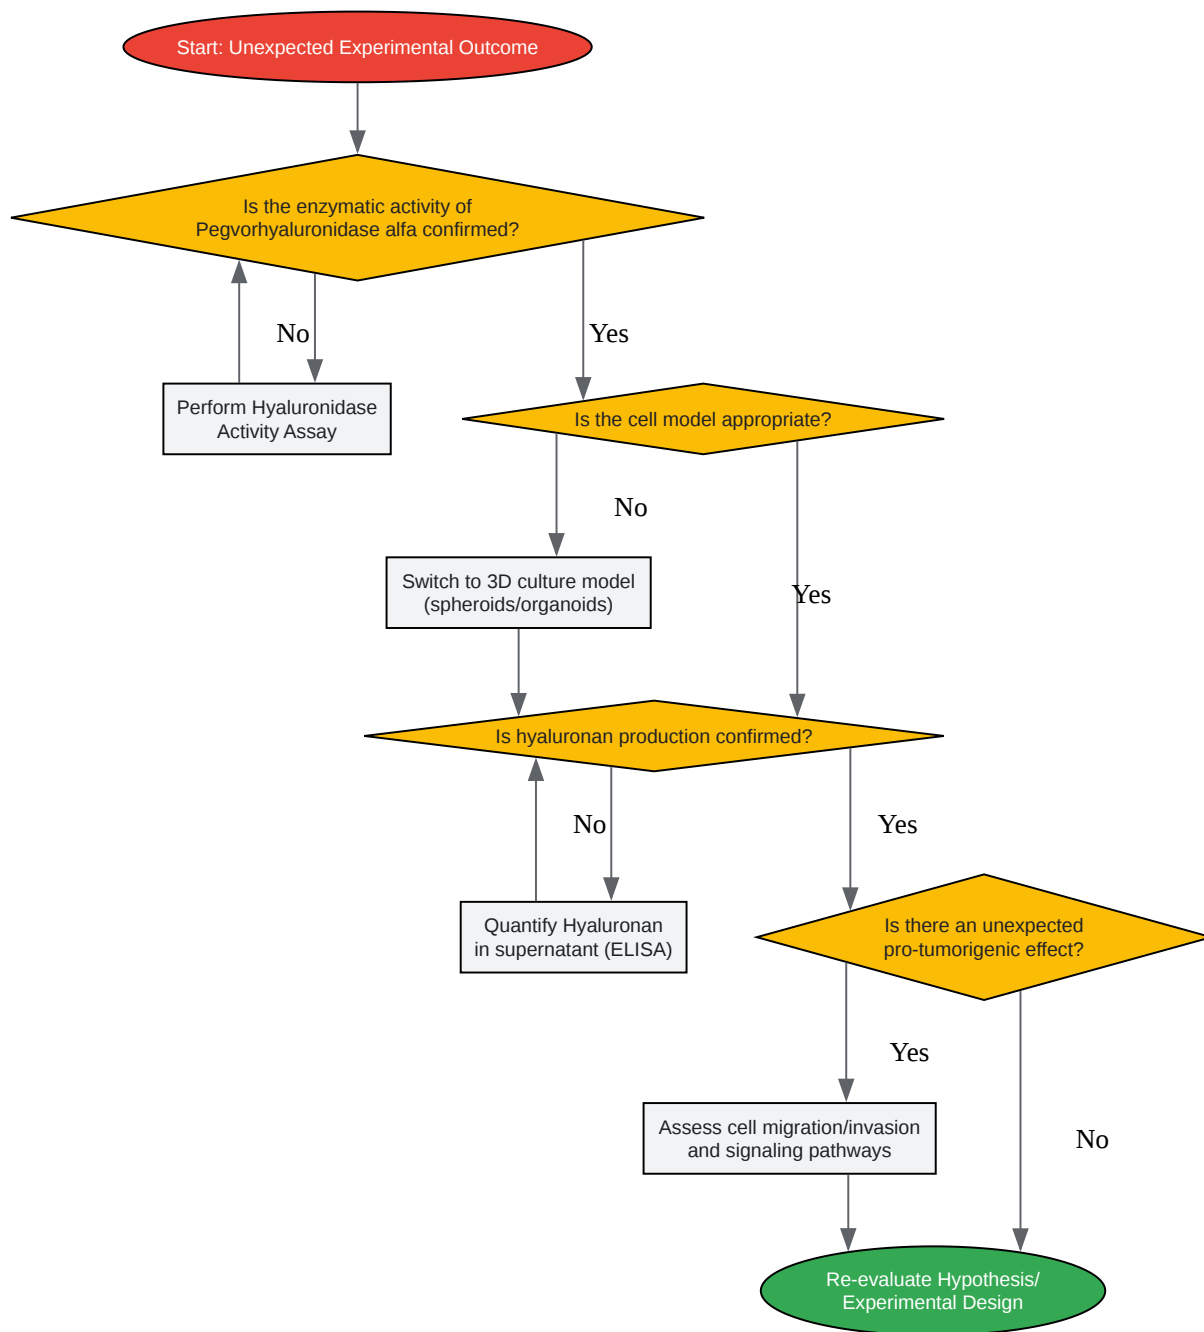 Start: Unexpected Experimental Outcome
Is the enzymatic activity of
Pegvorhyaluronidase alfa confirmed?
No
Yes
Perform Hyaluronidase
Activity Assay
Is the cell model appropriate?
No
Switch to 3D culture model
(spheroids/organoids)
Yes
Is hyaluronan production confirmed?
No
Yes
Quantify Hyaluronan
in supernatant (ELISA)
Is there an unexpected
pro-tumorigenic effect?
Yes
Assess cell migration/invasion
and signaling pathways
No
Re-evaluate Hypothesis/
Experimental Design